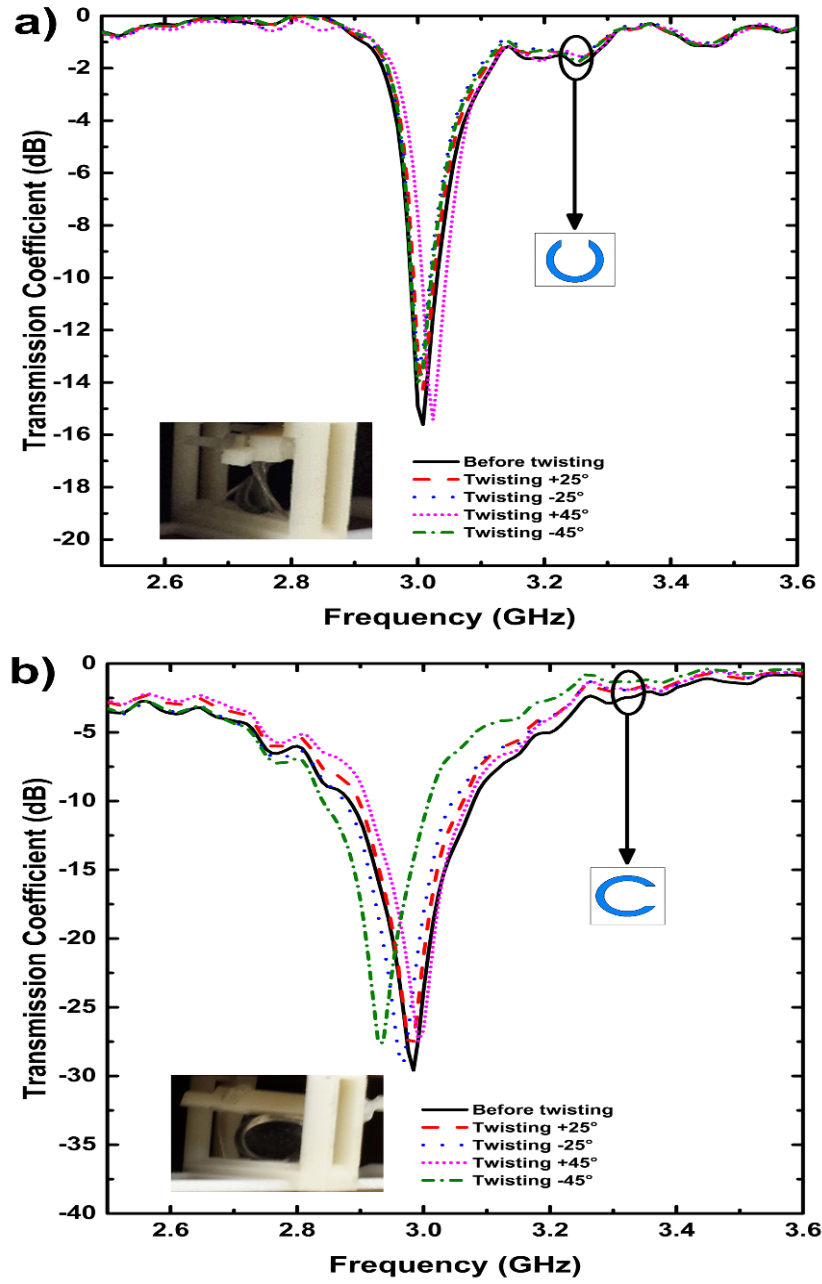 a)
0
-2
-4
-6
-8
-10
-12
-14
-16
-18
-20
Transmission Coefficient (dB)
Before twisting
Twisting +25°
Twisting -25°
Twisting +45°
Twisting -45°
2.6 2.8 3.0 3.2 3.4 3.6
Frequency (GHz)
b)
0
-5
-10
-15
-20
-25
-30
-35
-40
Transmission Coefficient (dB)
Before twisting
Twisting +25°
Twisting -25°
Twisting +45°
Twisting -45°
2.6 2.8 3.0 3.2 3.4 3.6
Frequency (GHz)